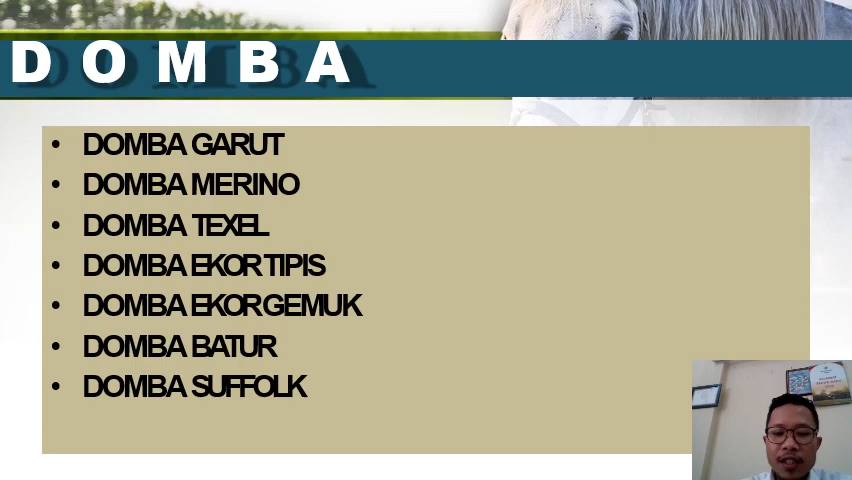 DOMBA
• DOMBA GARUT
• DOMBA MERINO
• DOMBA TEXEL
• DOMBA EKOR TIPIS
• DOMBA EKOR GEMUK
• DOMBA BATUR
• DOMBA SUFFOLK